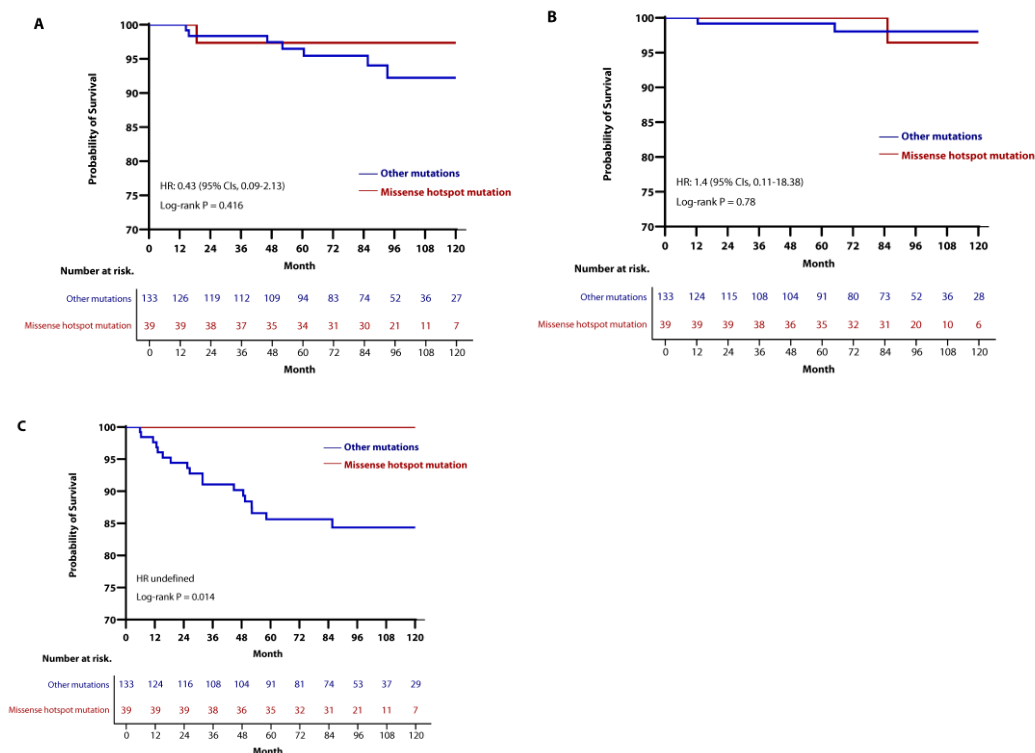 A
100
95
90
85
80
75
70
Probability of Survival
Other mutations
Missense hotspot mutation
HR: 0.43 (95% CIs, 0.09-2.13)
Log-rank P = 0.416
0 12 24 36 48 60 72 84 96 108 120
Month
Number at risk.
Other mutations 133 126 119 112 109 94 83 74 52 36 27
Missense hotspot mutation 39 39 38 37 35 34 31 30 21 11 7
0 12 24 36 48 60 72 84 96 108 120
Month
B
100
95
90
85
80
75
70
Probability of Survival
Other mutations
Missense hotspot mutation
HR: 1.4 (95% CIs, 0.11-18.38)
Log-rank P = 0.78
0 12 24 36 48 60 72 84 96 108 120
Month
Number at risk.
Other mutations 133 124 115 108 104 91 80 73 52 36 28
Missense hotspot mutation 39 39 39 38 36 35 32 31 20 10 6
0 12 24 36 48 60 72 84 96 108 120
Month
C
100
95
90
85
80
75
70
Probability of Survival
Other mutations
Missense hotspot mutation
HR undefined
Log-rank P = 0.014
0 12 24 36 48 60 72 84 96 108 120
Month
Number at risk.
Other mutations 133 124 116 108 104 91 81 74 53 37 29
Missense hotspot mutation 39 39 39 38 36 35 32 31 21 11 7
0 12 24 36 48 60 72 84 96 108 120
Month